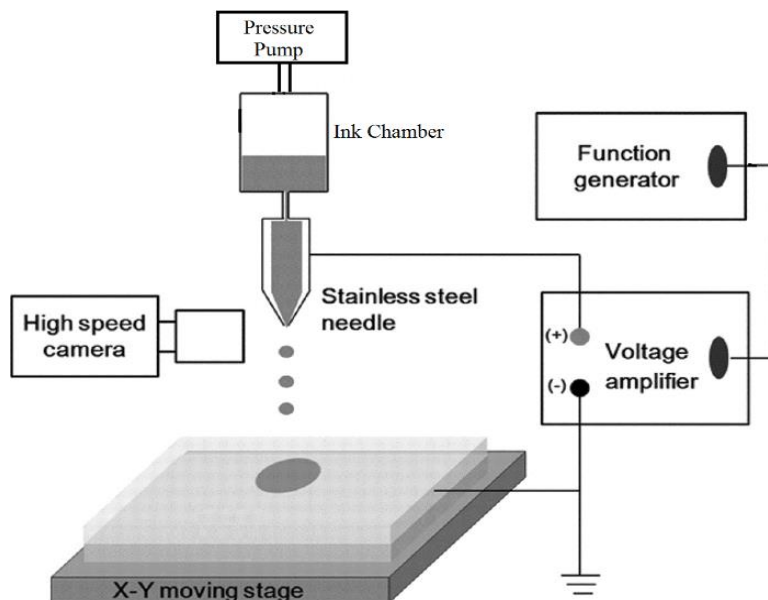 Pressure
Pump
Ink Chamber
Function
generator
Stainless steel
needle
High speed
camera
(+)
(-)
Voltage
amplifier
X-Y moving stage